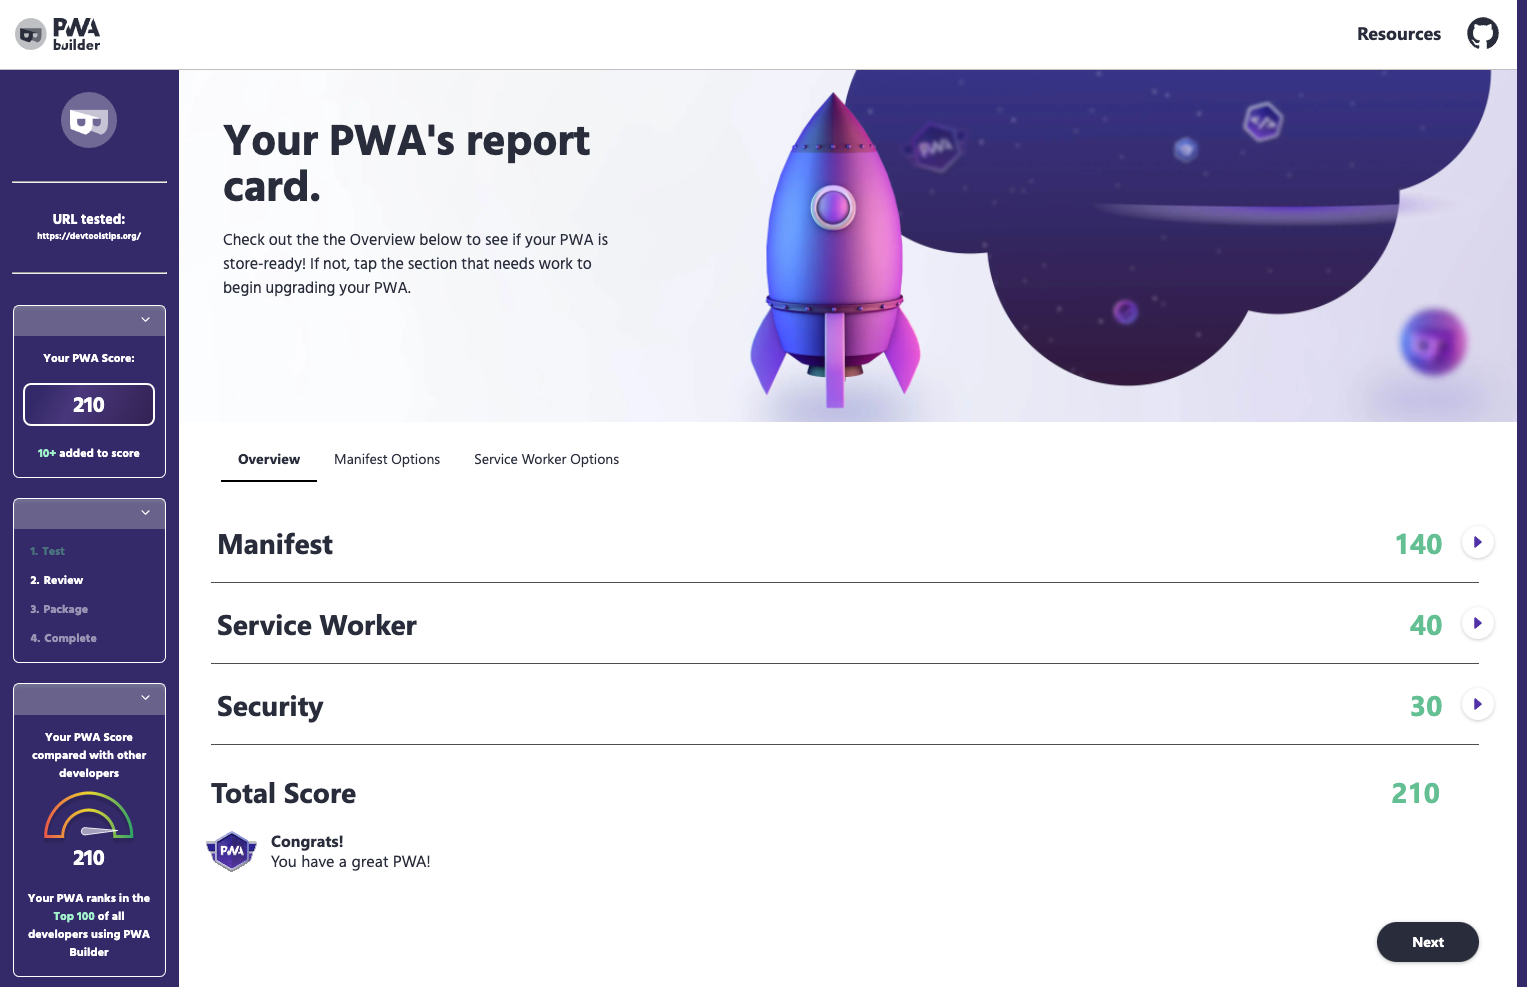 PWA
builder
Resources
URL tested:
https://devtoolstips.org/
Your PWA Score:
210
10+ added to score
1. Test
2. Review
3. Package
4. Complete
Your PWA Score
compared with other
developers
210
Your PWA ranks in the
Top 100 of all
developers using PWA
Builder
Your PWA's report
card.
Check out the the Overview below to see if your PWA is
store-ready! If not, tap the section that needs work to
begin upgrading your PWA.
PWA
</>
Overview
Manifest Options
Service Worker Options
Manifest
140
Service Worker
40
Security
30
Total Score
210
PWA
Congrats!
You have a great PWA!
Next